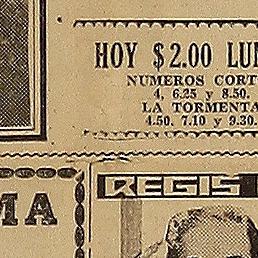 HOY $2.00 LU
NUMEROS CORT
4, 6.25 y 8.50.
LA TORMENTA
4.50, 7.10 y 9.30.
MA
REGIS